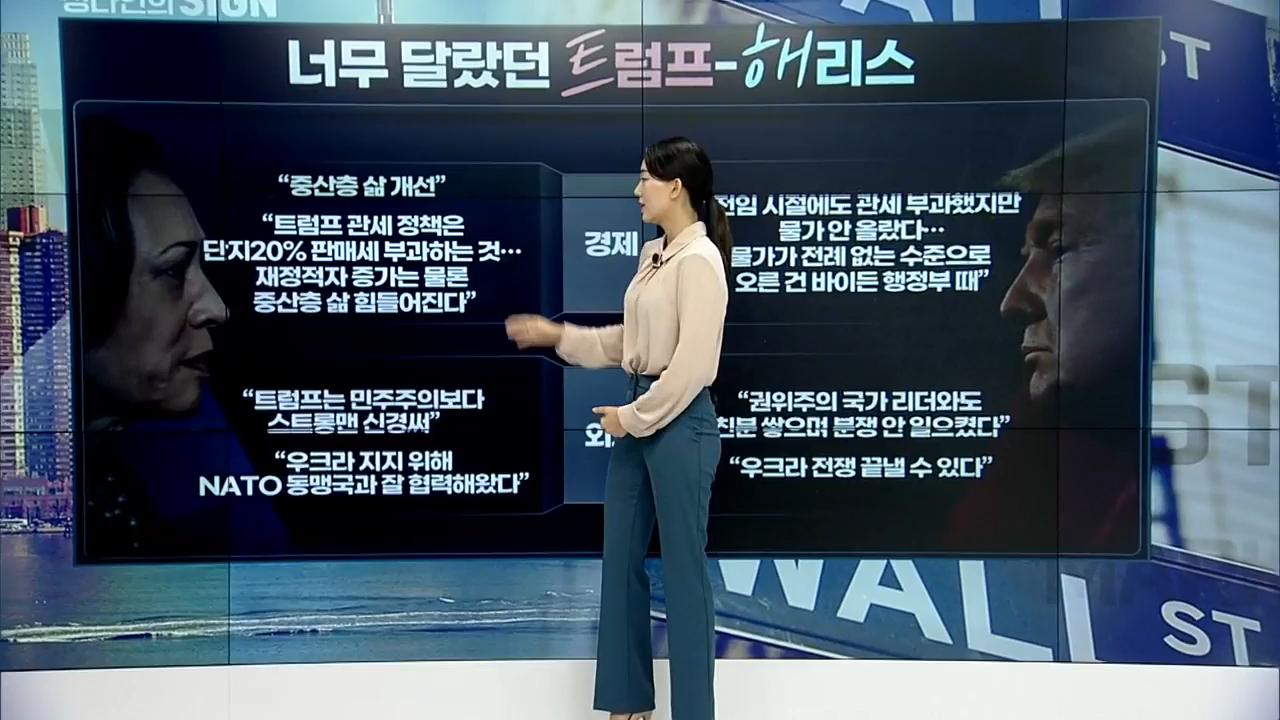 SIGN
너무 달랐던 트럼프-해리스
“중산층 삶 개선”
“트럼프 관세 정책은
단지20% 판매세 부과하는 것…
재정적자 증가는 물론
중산층 삶 힘들어진다”
경제
전임 시절에도 관세 부과했지만
물가 안 올랐다…
물가가 전례 없는 수준으로
오른 건 바이든 행정부 때”
“트럼프는 민주주의보다
스트롱맨 신경써”
“우크라 지지 위해
NATO 동맹국과 잘 협력해왔다”
외
“권위주의 국가 리더와도
친분 쌓으며 분쟁 안 일으켰다”
“우크라 전쟁 끝낼 수 있다”
WALL
ST
ST
WALL ST